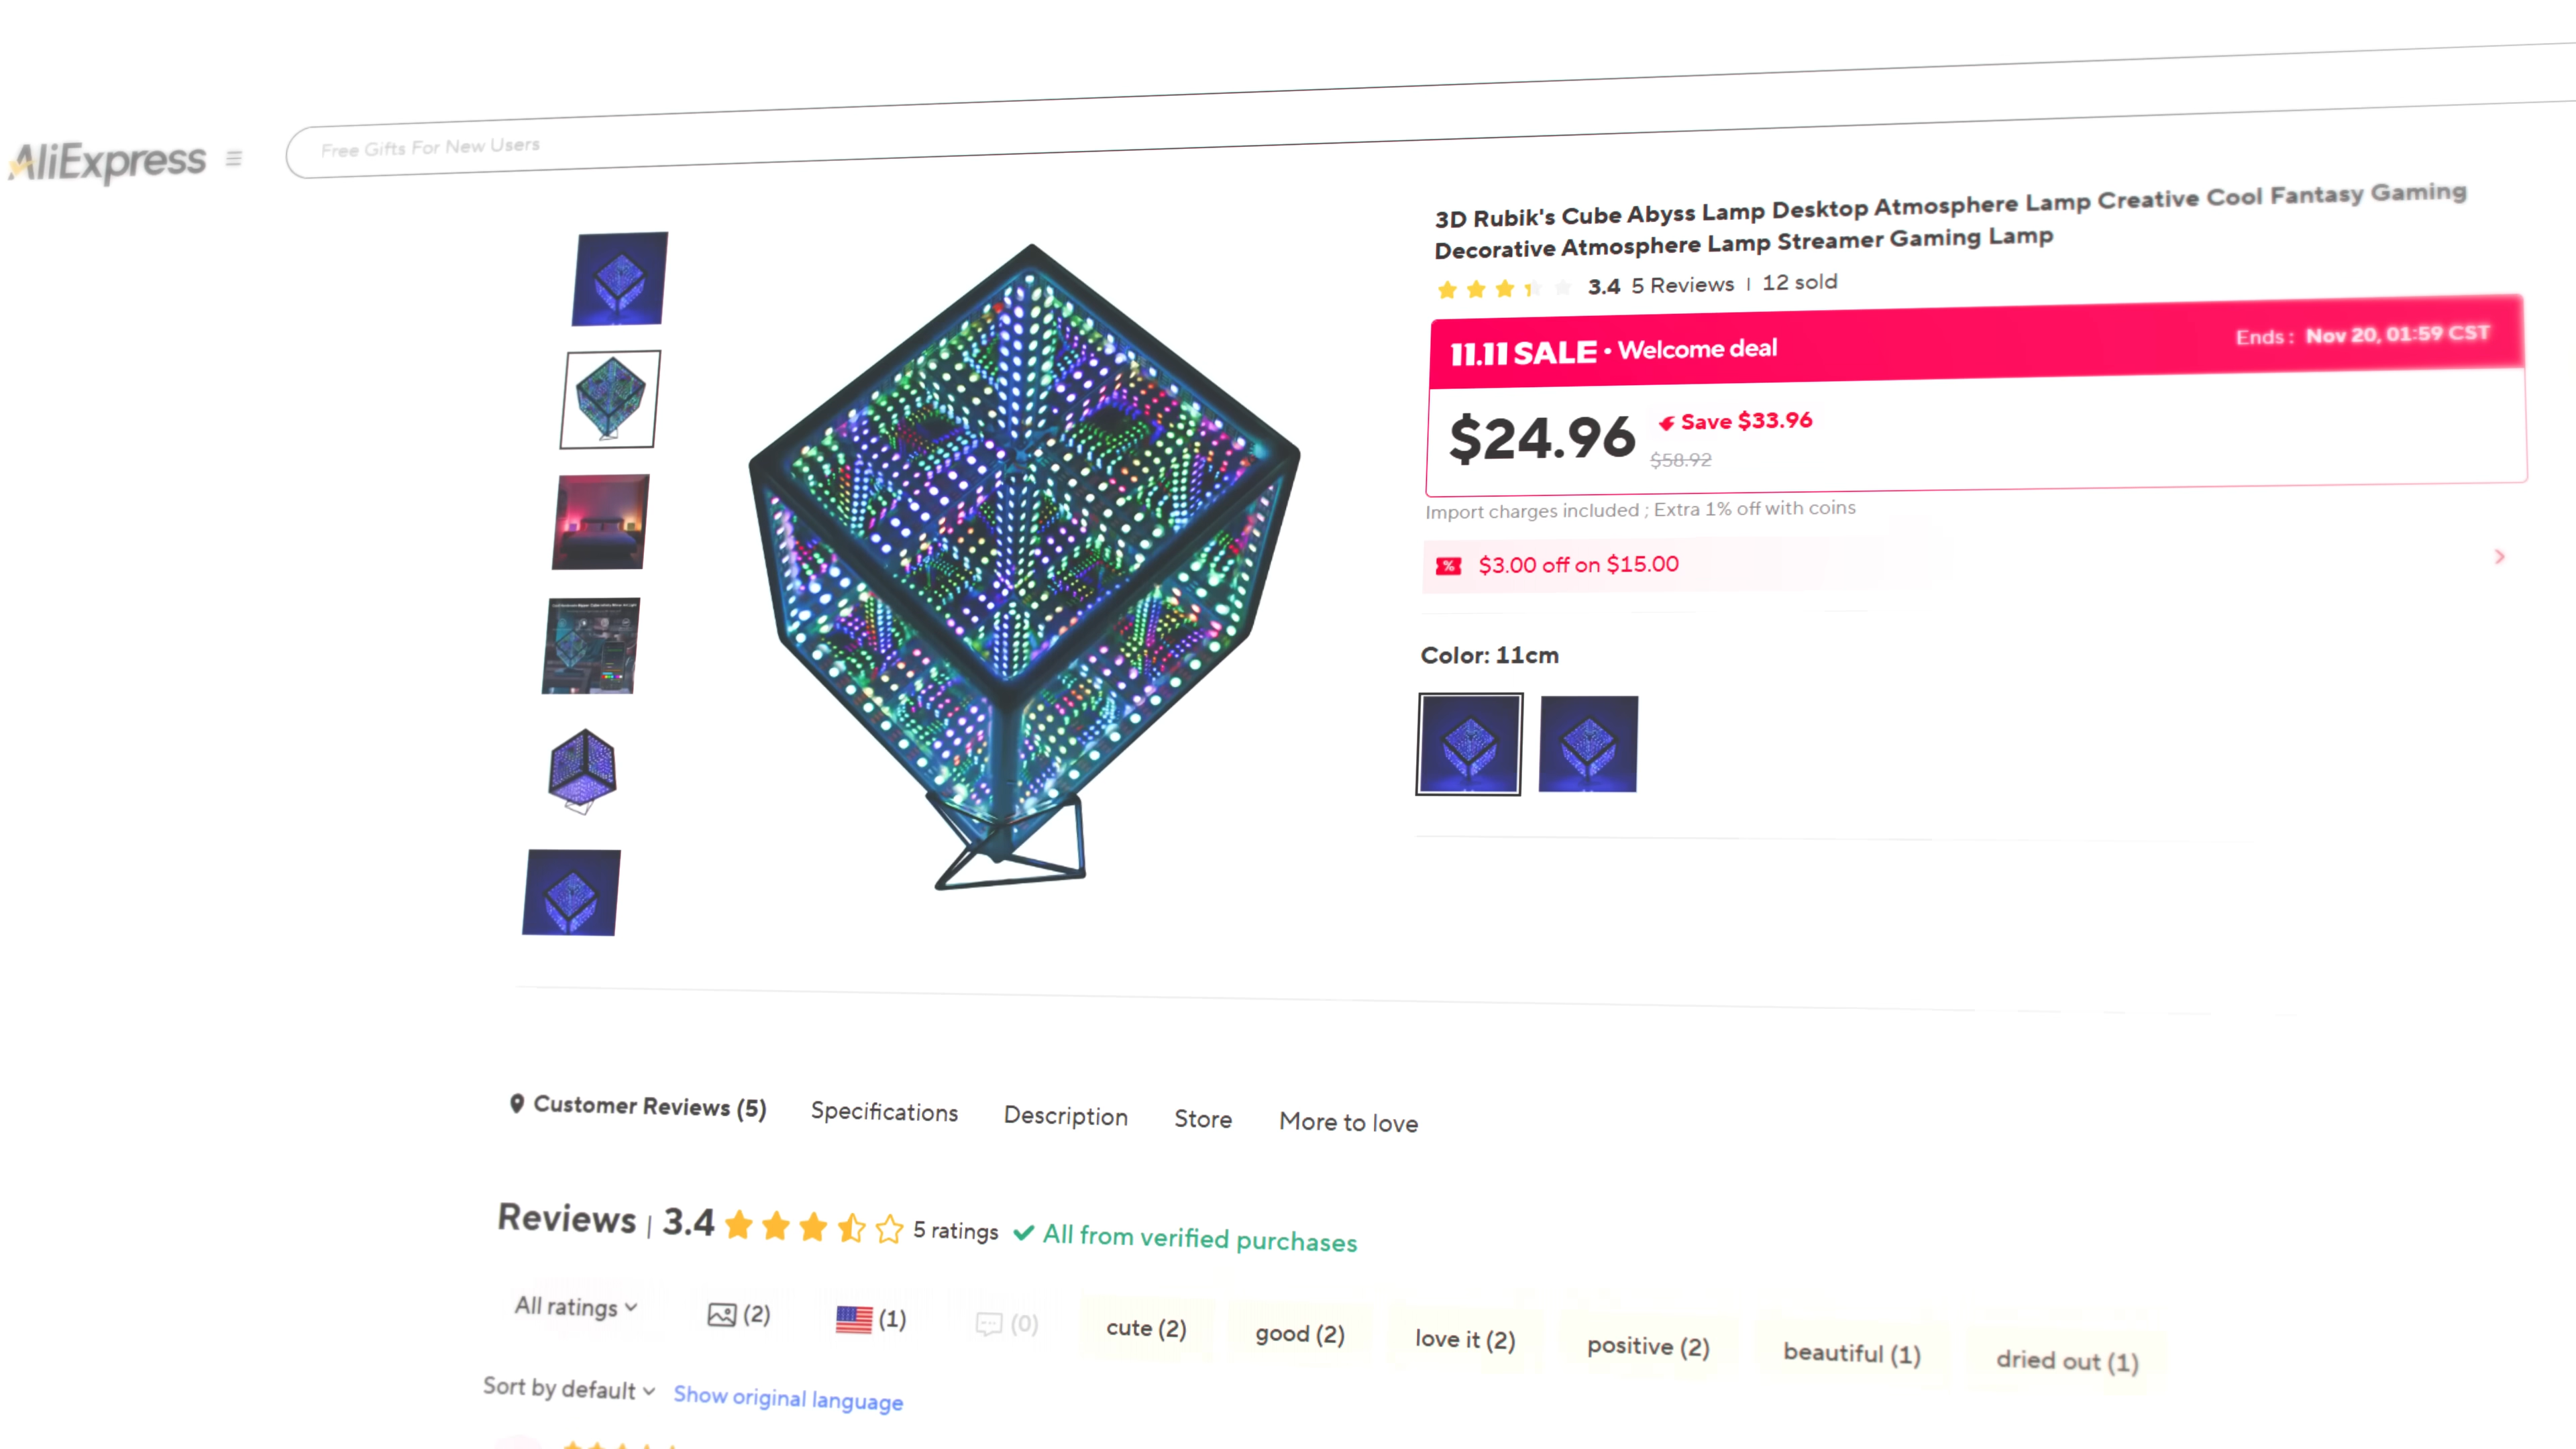 AliExpress
Free Gifts For New Users
3D Rubik's Cube Abyss Lamp Desktop Atmosphere Lamp Creative Cool Fantasy Gaming
Decorative Atmosphere Lamp Streamer Gaming Lamp
3.4 5 Reviews | 12 sold
11.11 SALE • Welcome deal
Ends: Nov 20, 01:59 CST
$24.96 Save $33.96
$58.92
Import charges included ; Extra 1% off with coins
% $3.00 off on $15.00
Color: 11cm
Customer Reviews (5) Specifications Description Store More to love
Reviews | 3.4 5 ratings All from verified purchases
All ratings (2) (1) (0) cute (2) good (2) love it (2) positive (2) beautiful (1) dried out (1)
Sort by default Show original language